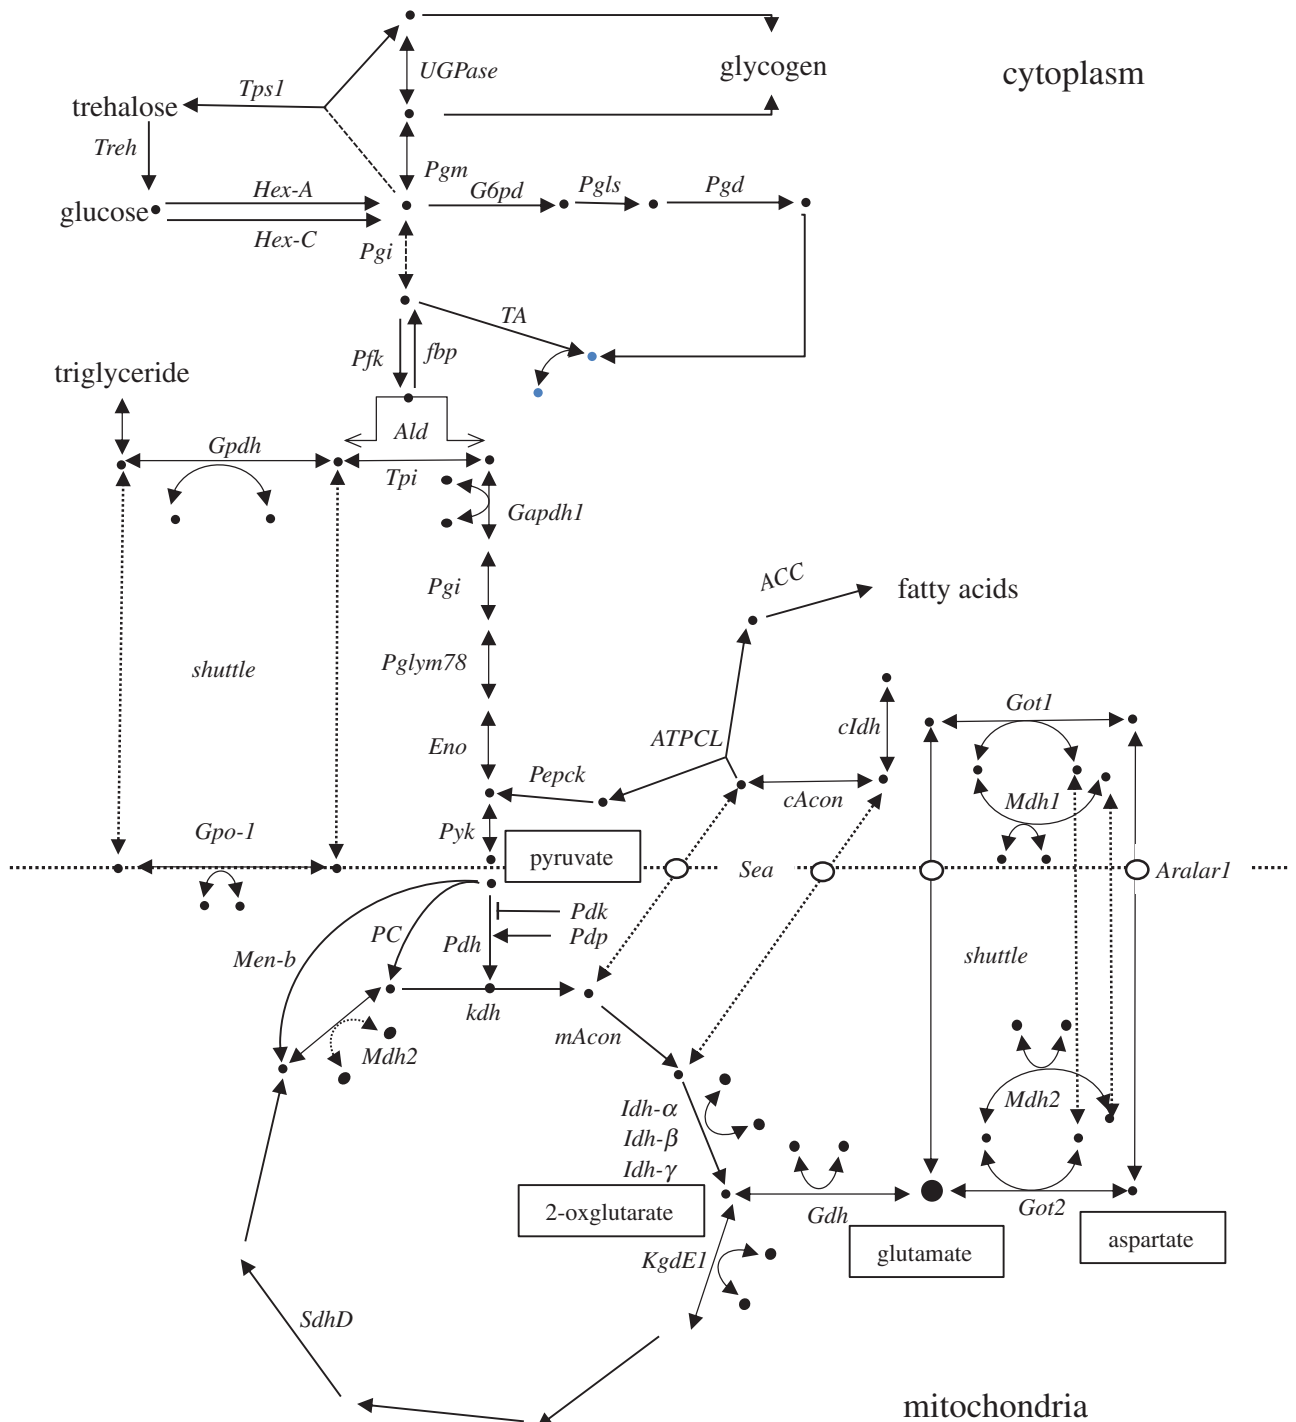 UGPase
glycogen
cytoplasm
Tps1
trehalose
Treh
Pgm
Hex-A
G6pd
Pgls
Pgd
glucose
Hex-C
Pgi
TA
Pfk
fbp
triglyceride
Ald
Gpdh
Tpi
Gapdh1
ACC
fatty acids
Pgi
shuttle
Pglym78
Got1
cIdh
ATPCL
Eno
Pepck
cAcon
Mdh1
Gpo-1
Pyk
pyruvate
Sea
Aralar1
Pdk
PC
Pdp
Pdh
Men-b
shuttle
kdh
mAcon
Mdh2
Mdh2
Idh-α
Idh-β
Idh-γ
2-oxglutarate
Gdh
Got2
aspartate
glutamate
KgdE1
SdhD
mitochondria